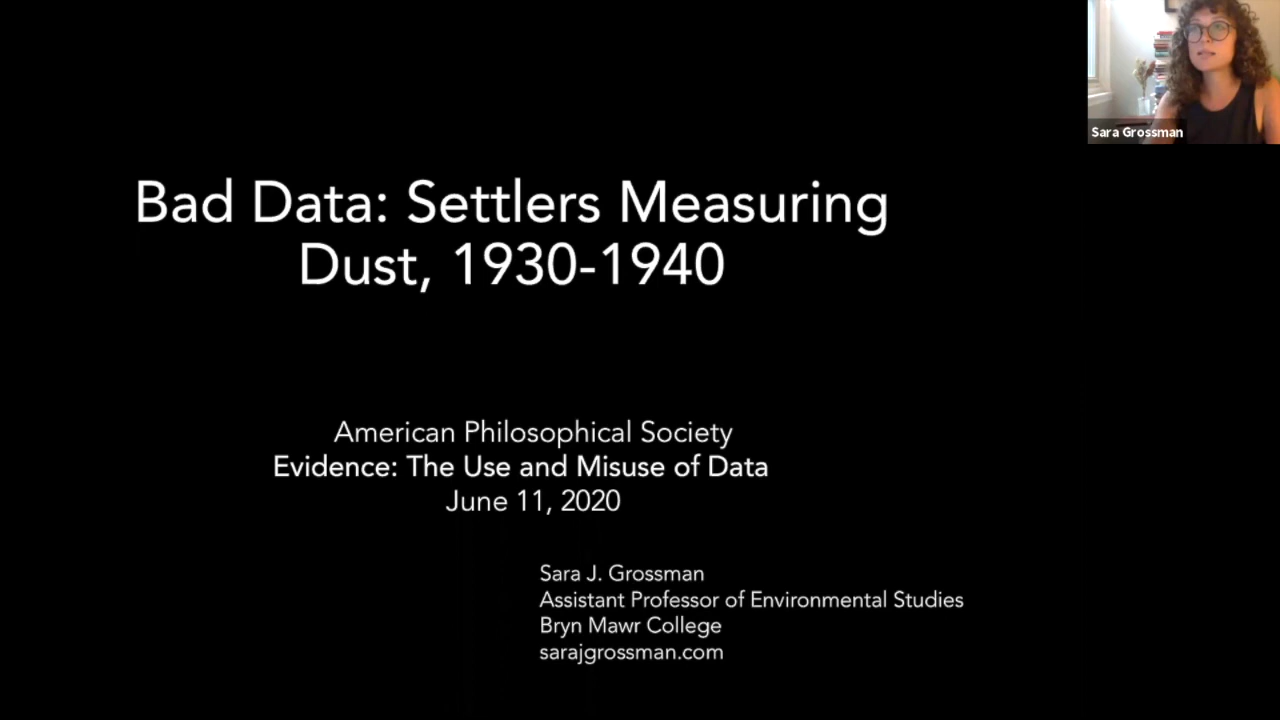 Sara Grossman
Bad Data: Settlers Measuring
Dust, 1930-1940
American Philosophical Society
Evidence: The Use and Misuse of Data
June 11, 2020
Sara J. Grossman
Assistant Professor of Environmental Studies
Bryn Mawr College
sarajgrossman.com